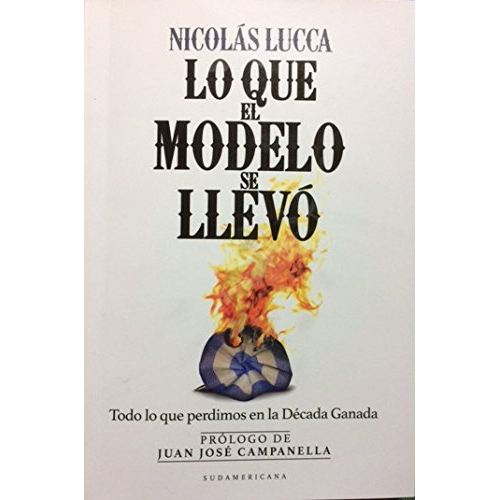 NICOLÁS LUCCA
LO QUE
EL
MODELO
SE
LLEVÓ
Todo lo que perdimos en la Década Ganada
PRÓLOGO DE
JUAN JOSÉ CAMPANELLA
SUDAMERICANA